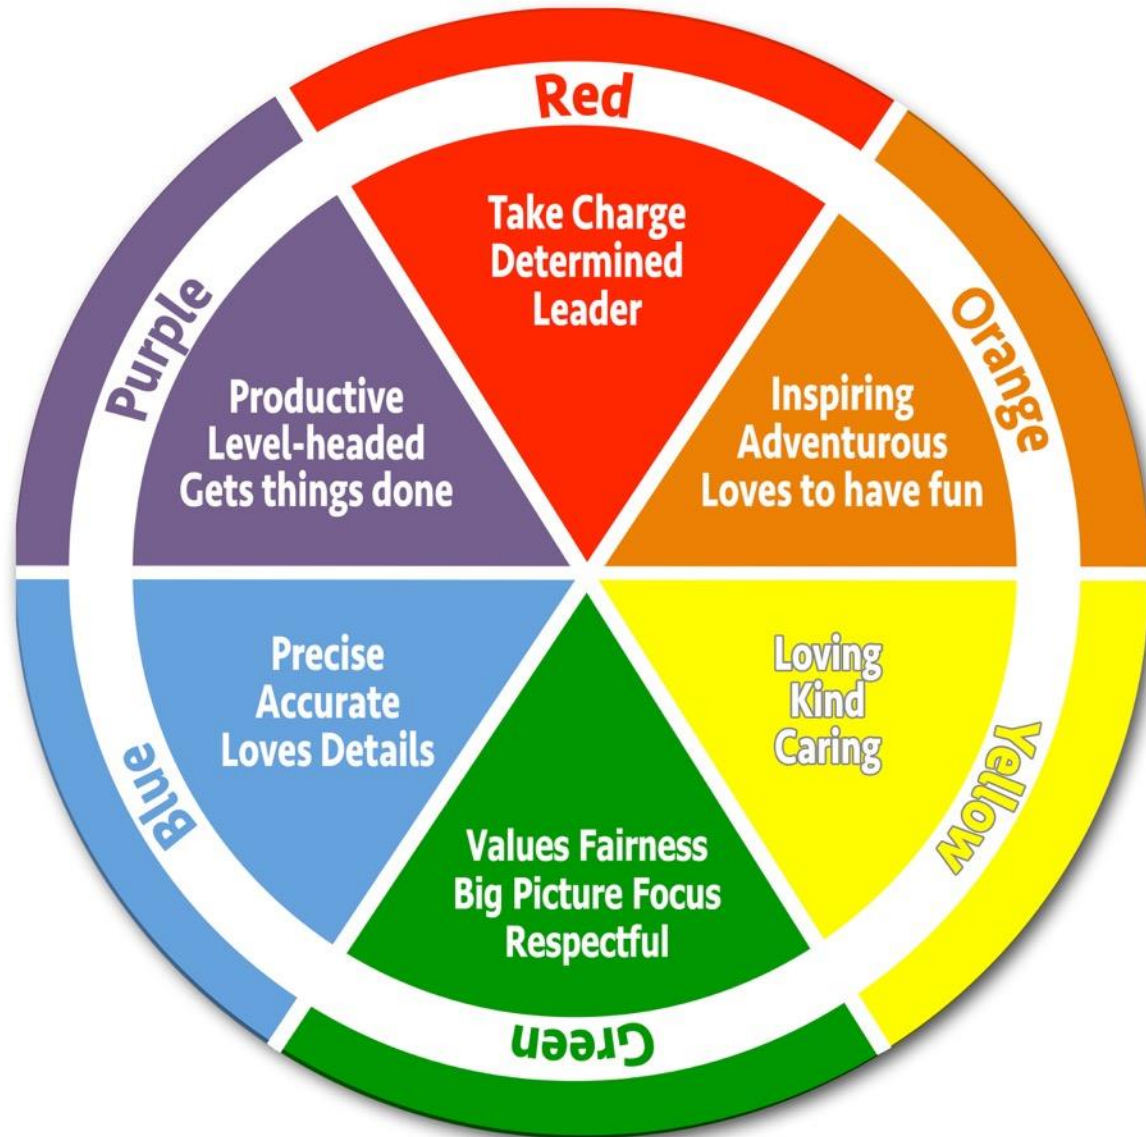 Red
Take Charge
Determined
Leader
Orange
Inspiring
Adventurous
Loves to have fun
Yellow
Loving
Kind
Caring
Green
Values Fairness
Big Picture Focus
Respectful
Blue
Precise
Accurate
Loves Details
Purple
Productive
Level-headed
Gets things done